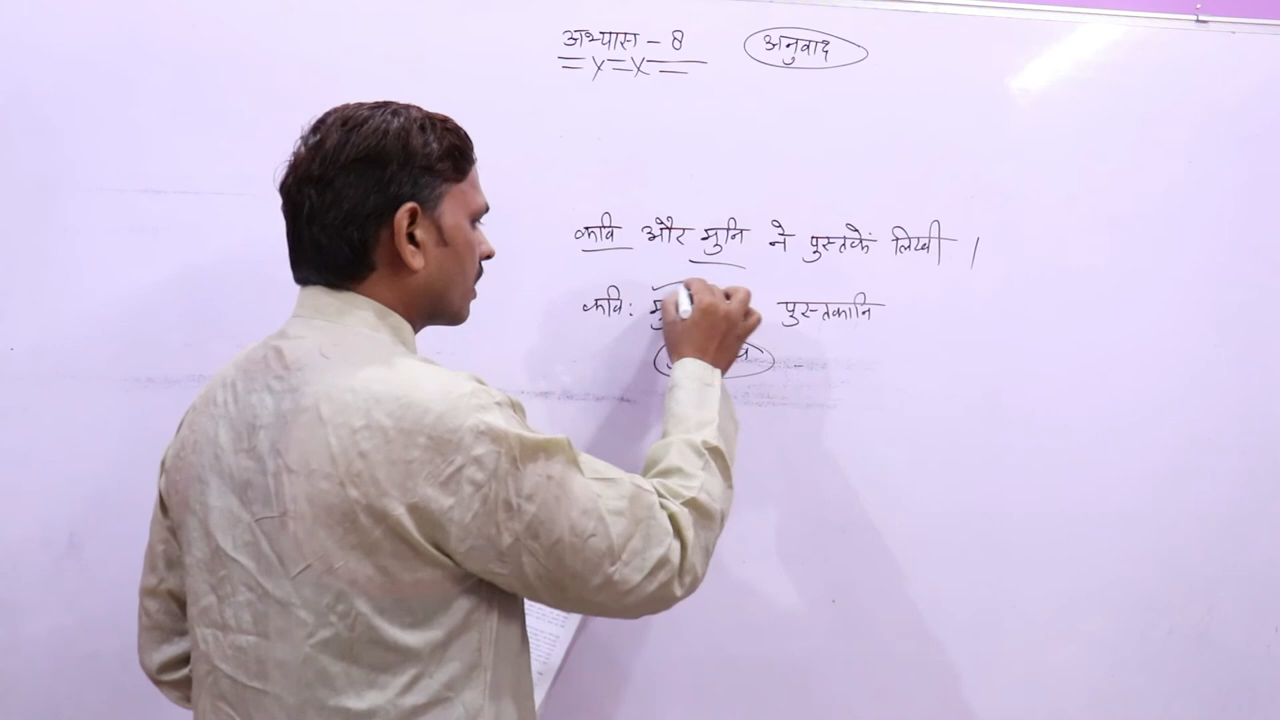 अभ्यास - 8 अनुवाद
कवि और मुनि ने पुस्तकें लिखी ।
कवि: पुस्तकानि